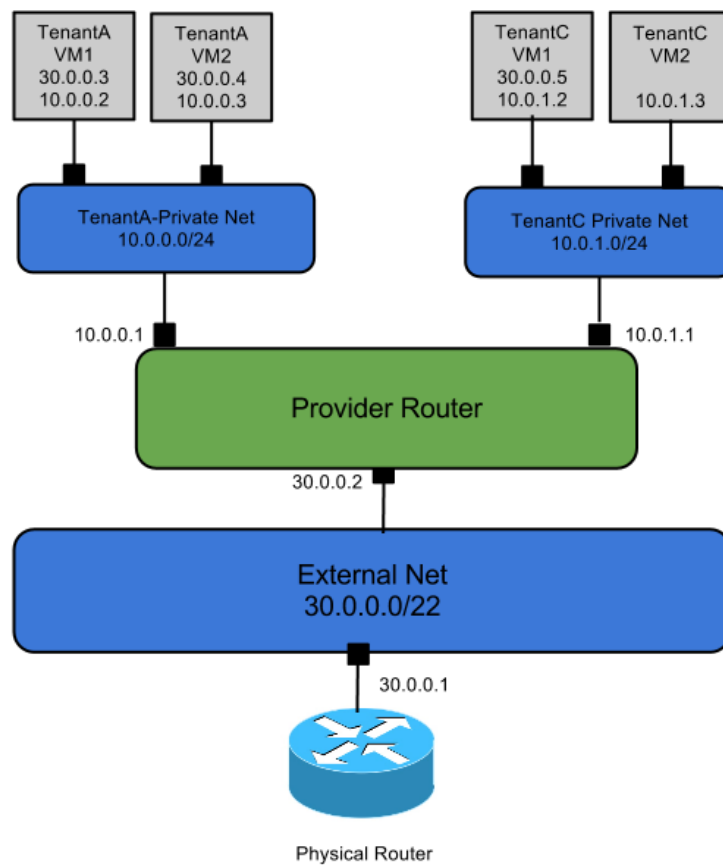 TenantA
VM1
30.0.0.3
10.0.0.2
TenantA
VM2
30.0.0.4
10.0.0.3
TenantC
VM1
30.0.0.5
10.0.1.2
TenantC
VM2
10.0.1.3
TenantA-Private Net
10.0.0.0/24
TenantC Private Net
10.0.1.0/24
10.0.0.1
10.0.1.1
Provider Router
30.0.0.2
External Net
30.0.0.0/22
30.0.0.1
Physical Router